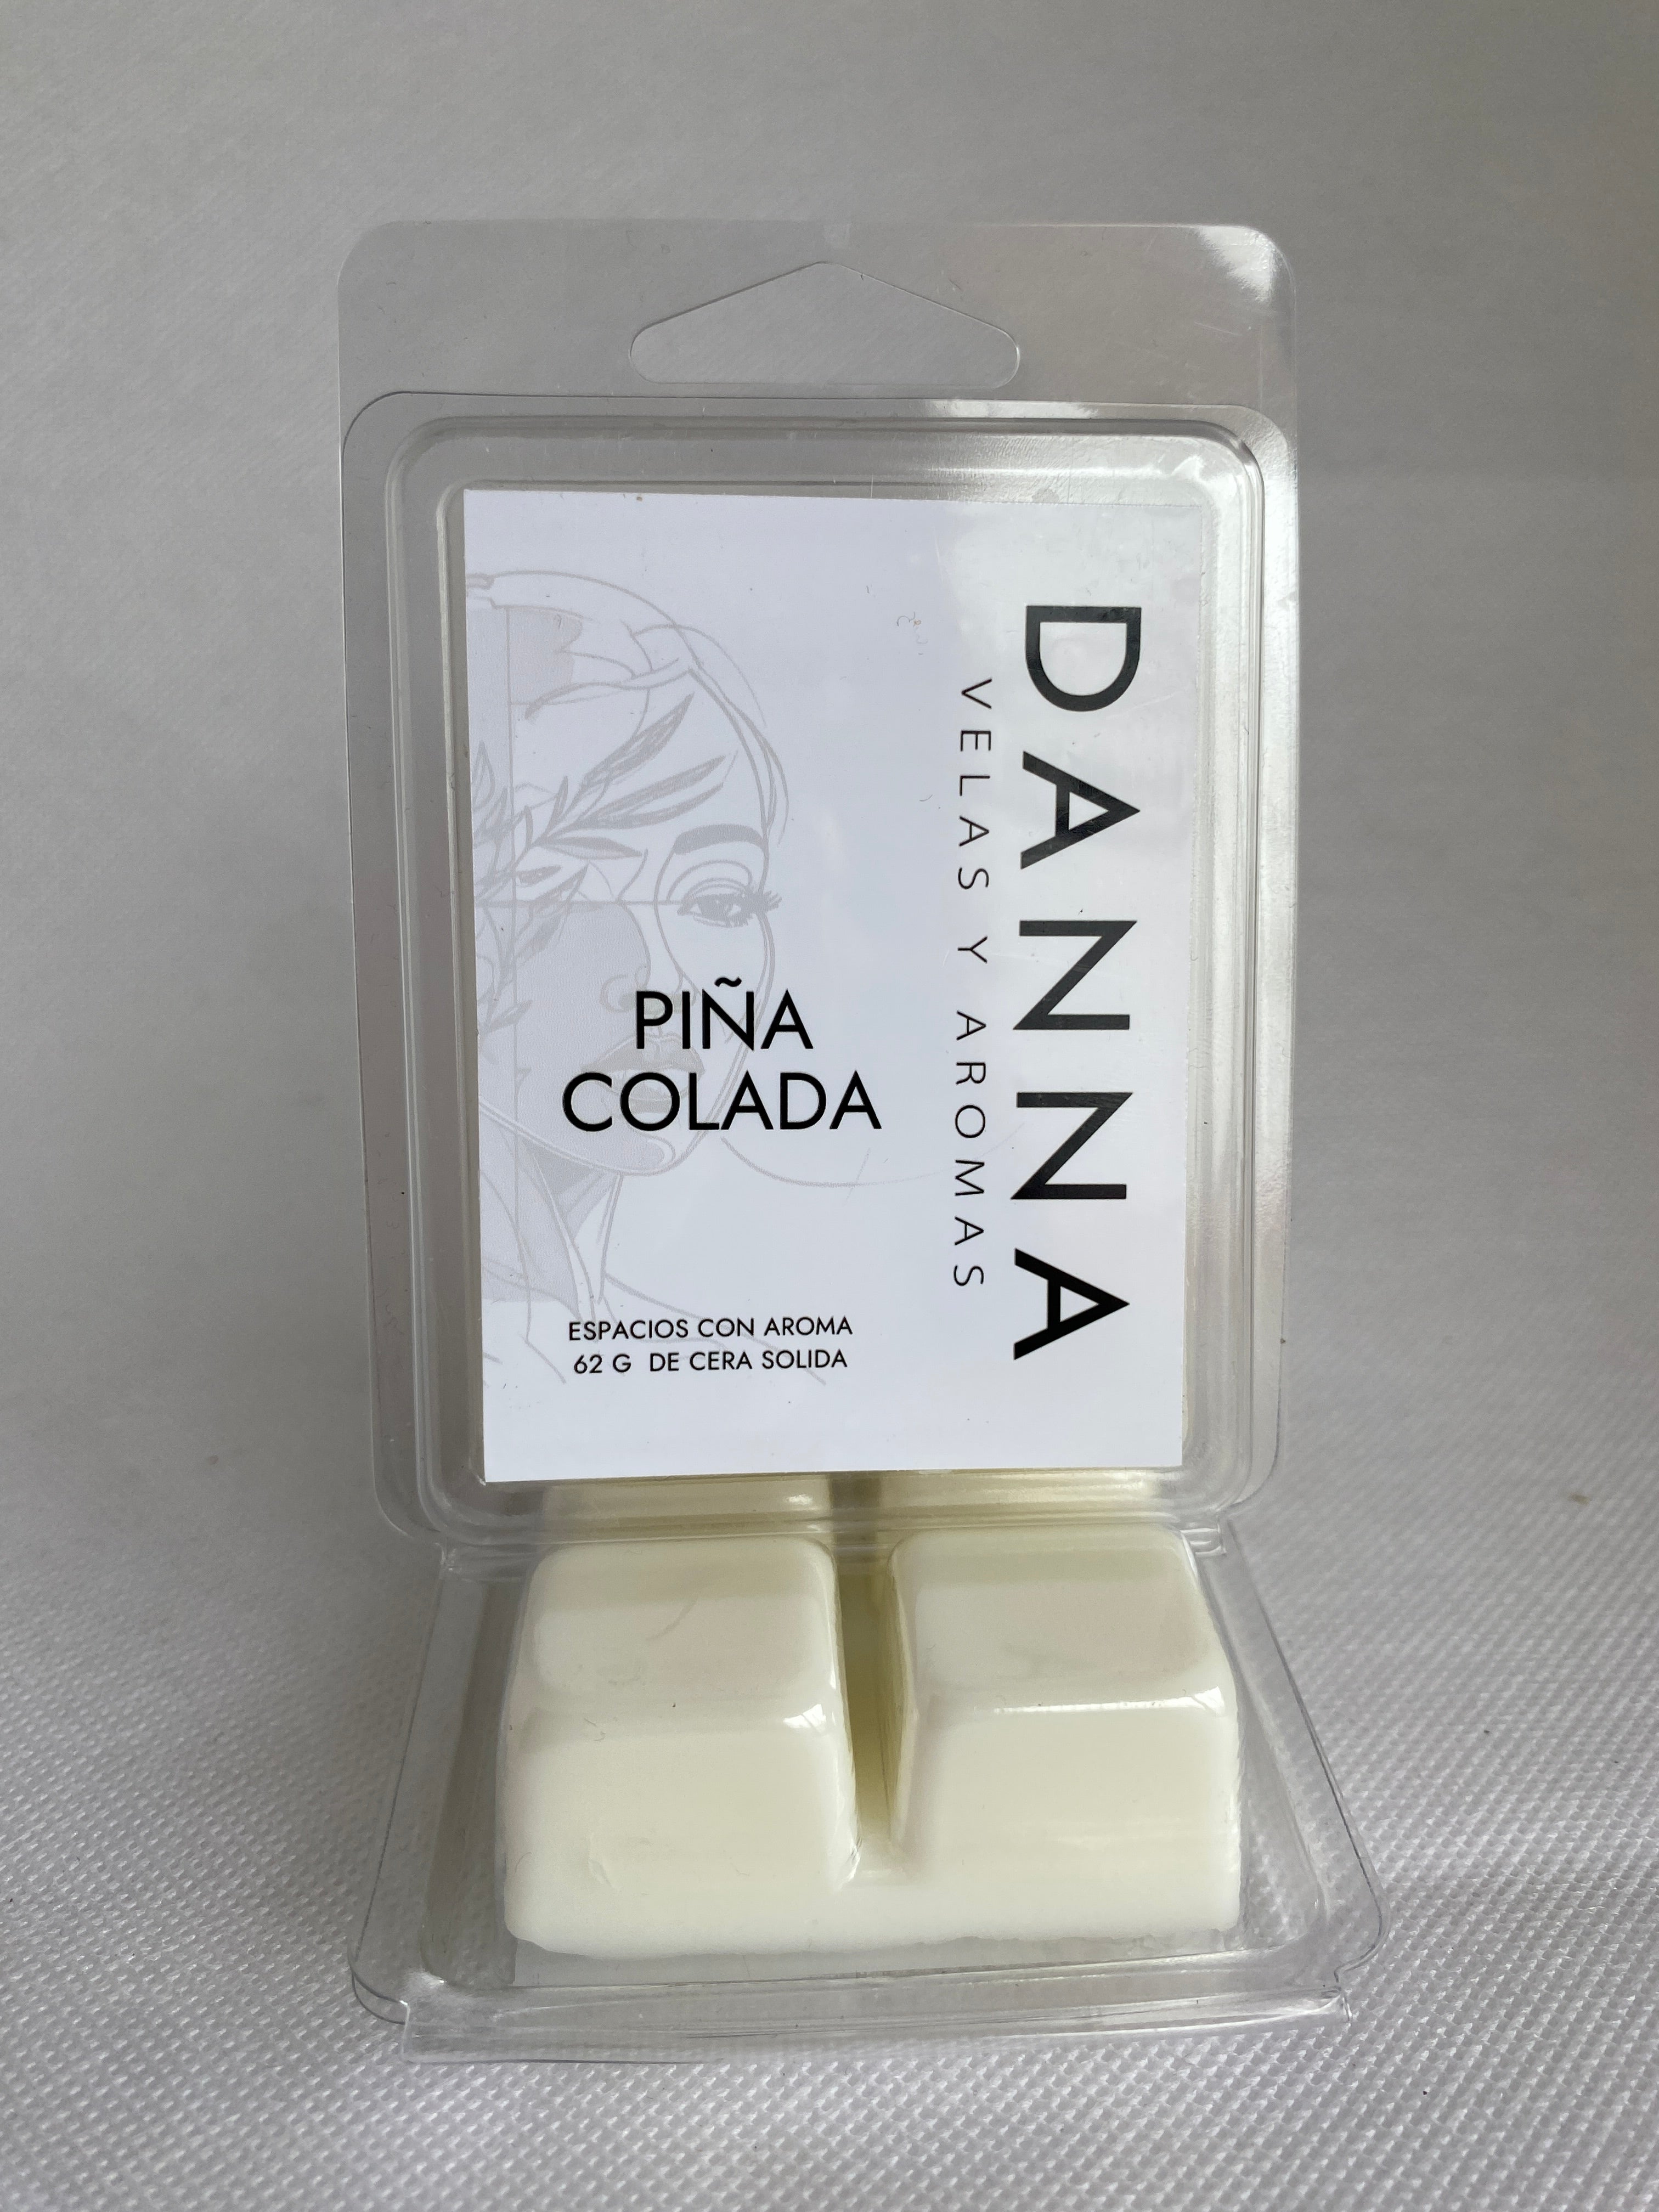 DANNA
VELAS Y AROMAS
PIÑA
COLADA
ESPACIOS CON AROMA
62 G DE CERA SOLIDA